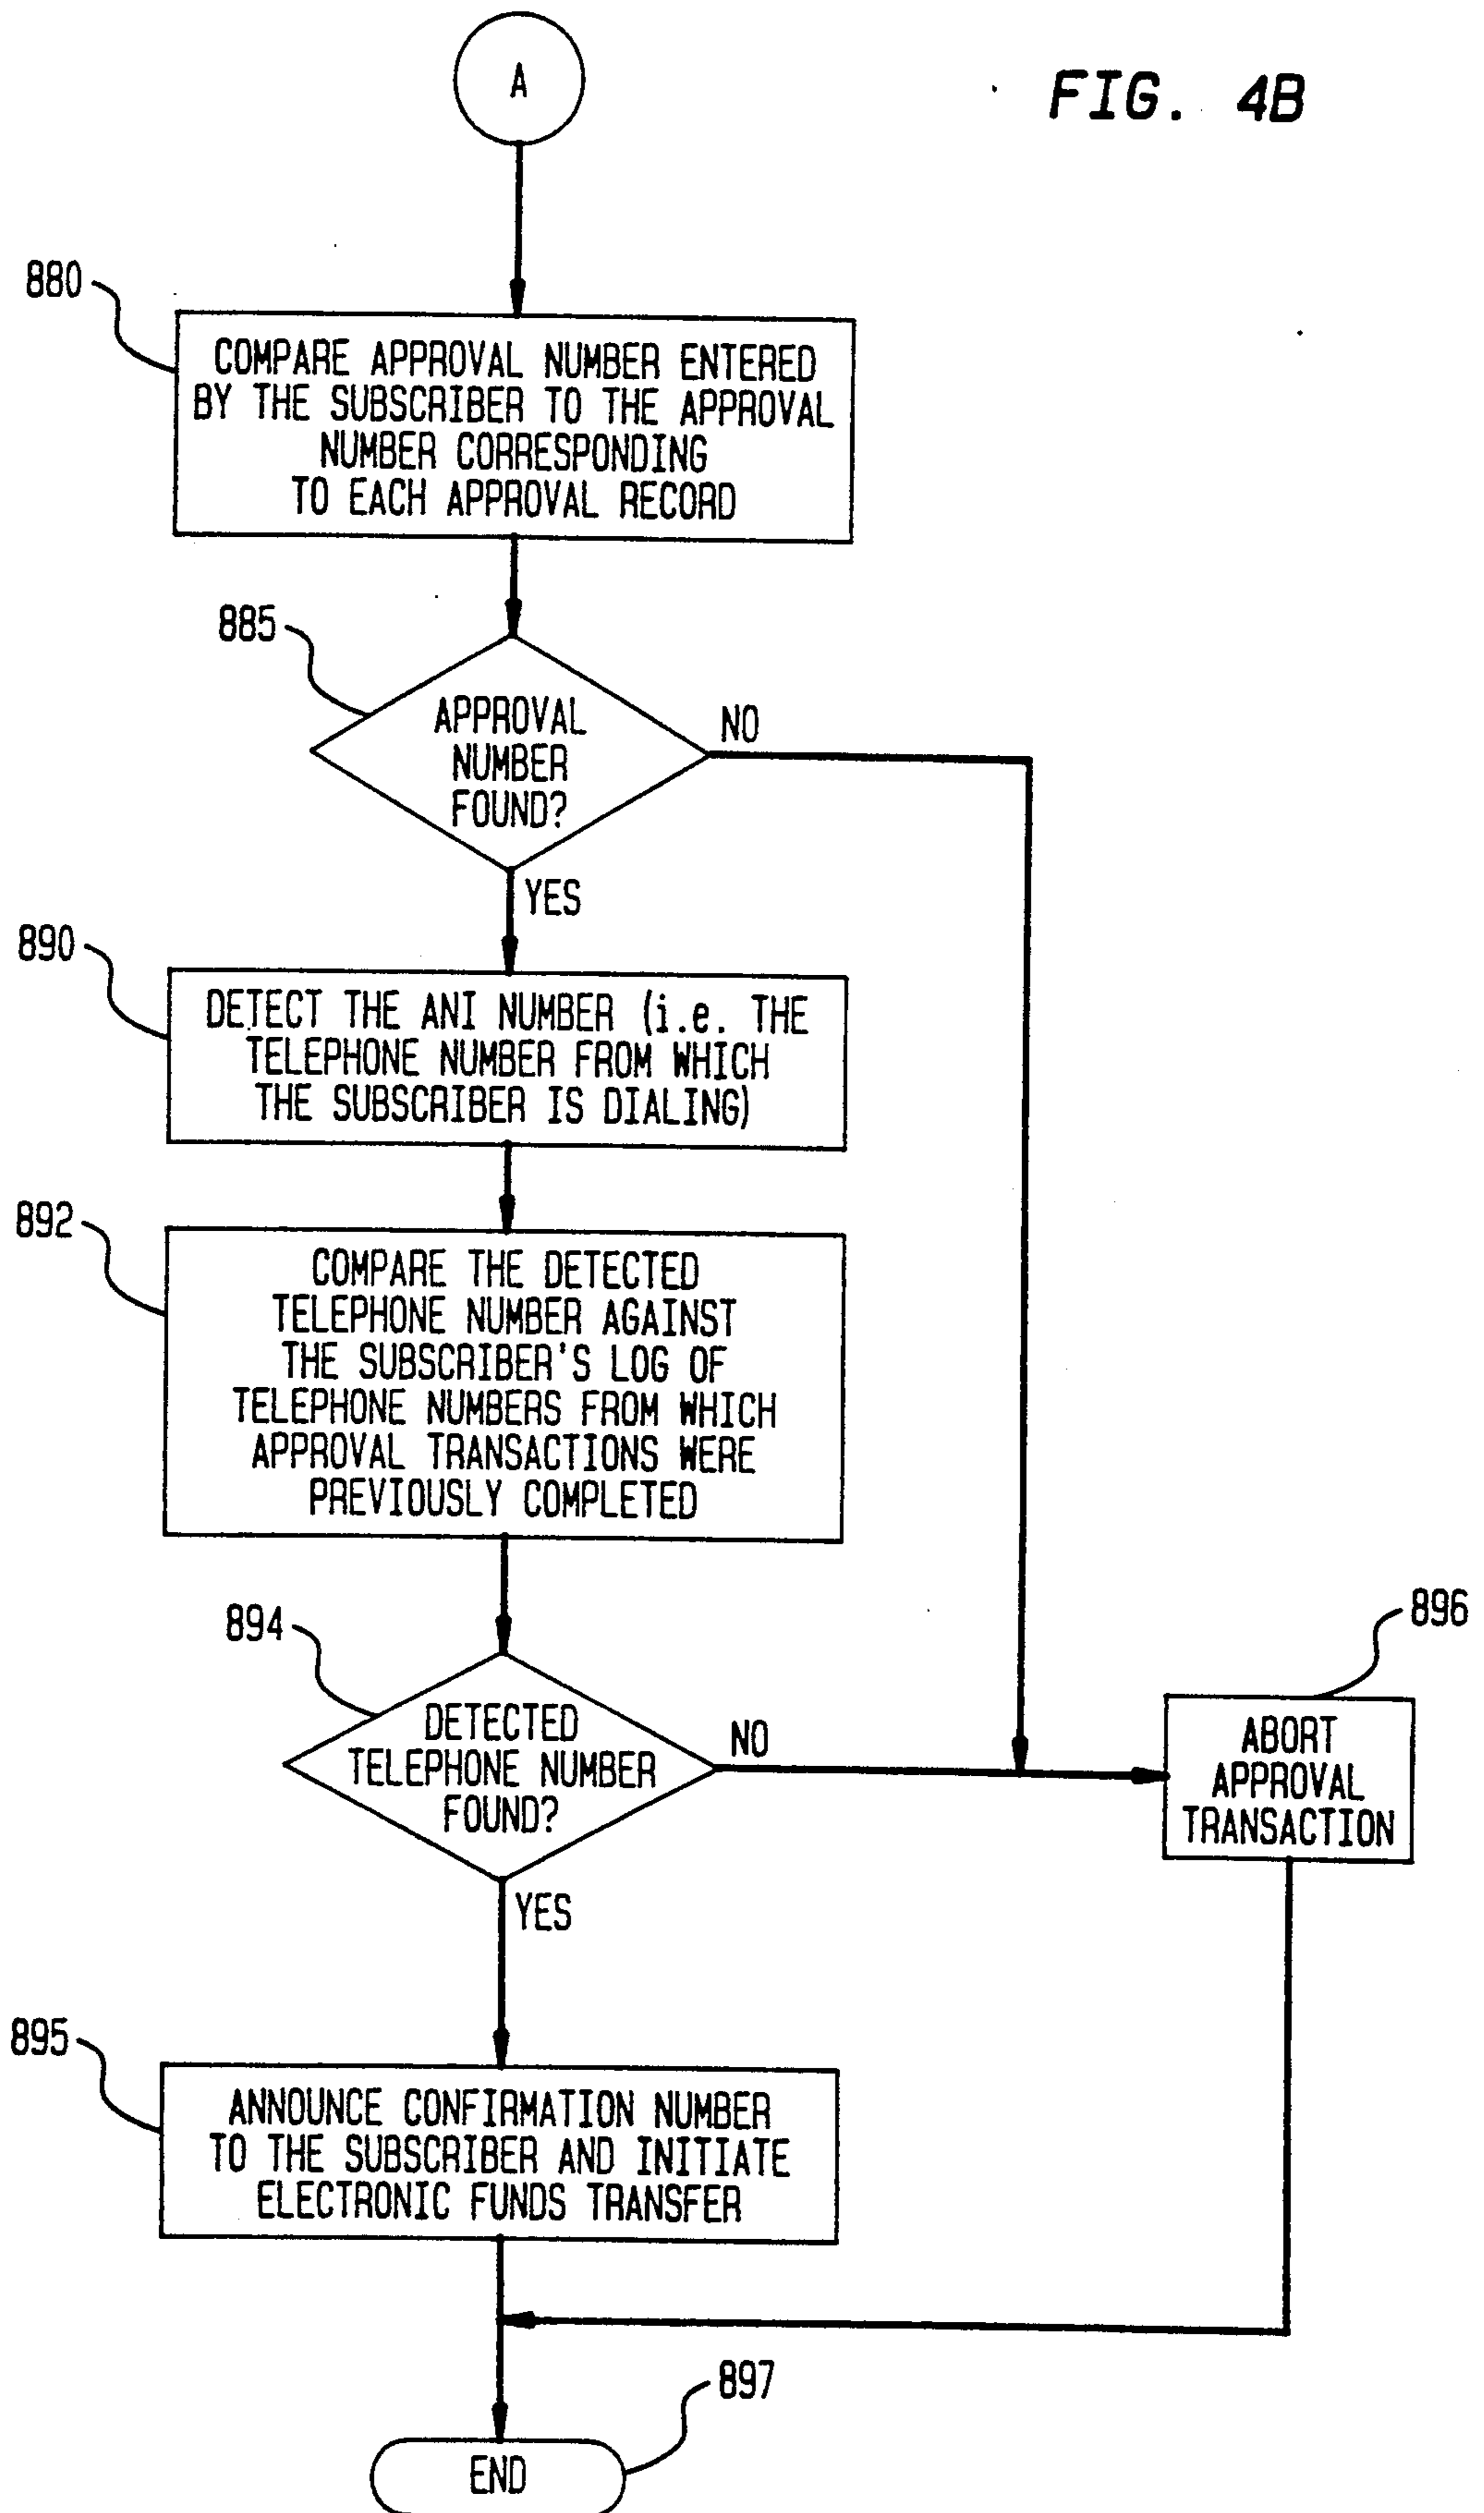 A
FIG. 4B
880
COMPARE APPROVAL NUMBER ENTERED
BY THE SUBSCRIBER TO THE APPROVAL
NUMBER CORRESPONDING
TO EACH APPROVAL RECORD
885
APPROVAL
NUMBER
FOUND?
NO
YES
890
DETECT THE ANI NUMBER (i.e. THE
TELEPHONE NUMBER FROM WHICH
THE SUBSCRIBER IS DIALING)
892
COMPARE THE DETECTED
TELEPHONE NUMBER AGAINST
THE SUBSCRIBER'S LOG OF
TELEPHONE NUMBERS FROM WHICH
APPROVAL TRANSACTIONS WERE
PREVIOUSLY COMPLETED
894
DETECTED
TELEPHONE NUMBER
FOUND?
NO
YES
896
ABORT
APPROVAL
TRANSACTION
895
ANNOUNCE CONFIRMATION NUMBER
TO THE SUBSCRIBER AND INITIATE
ELECTRONIC FUNDS TRANSFER
897
END